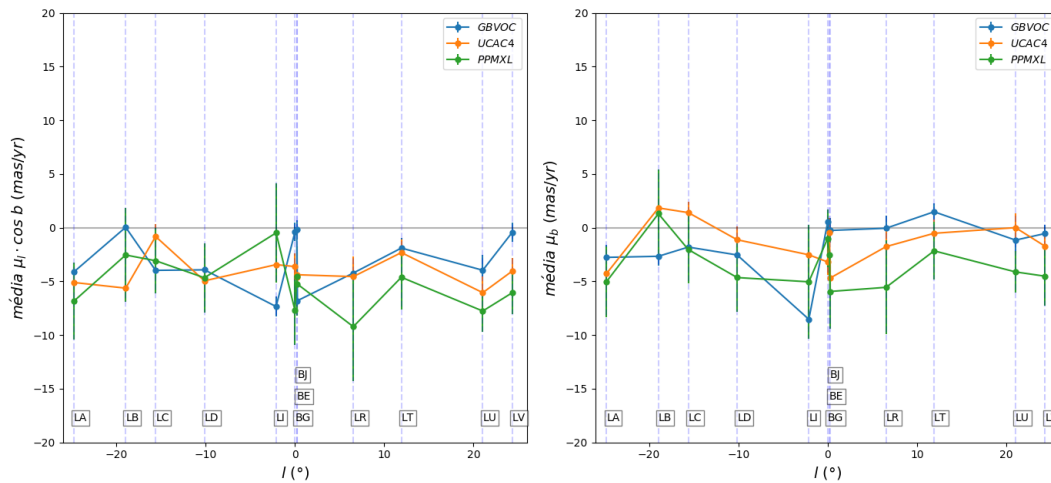 20
15
10
5
0
−5
−10
−15
−20
média μl · cos b (mas/yr)
GBVOC
UCAC4
PPMXL
BJ
BE
LA
LB
LC
LD
LI
BG
LR
LT
LU
LV
−20
−10
0
10
20
l (°)
20
15
10
5
0
−5
−10
−15
−20
média μb (mas/yr)
GBVOC
UCAC4
PPMXL
BJ
BE
LA
LB
LC
LD
LI
BG
LR
LT
LU
−20
−10
0
10
20
l (°)